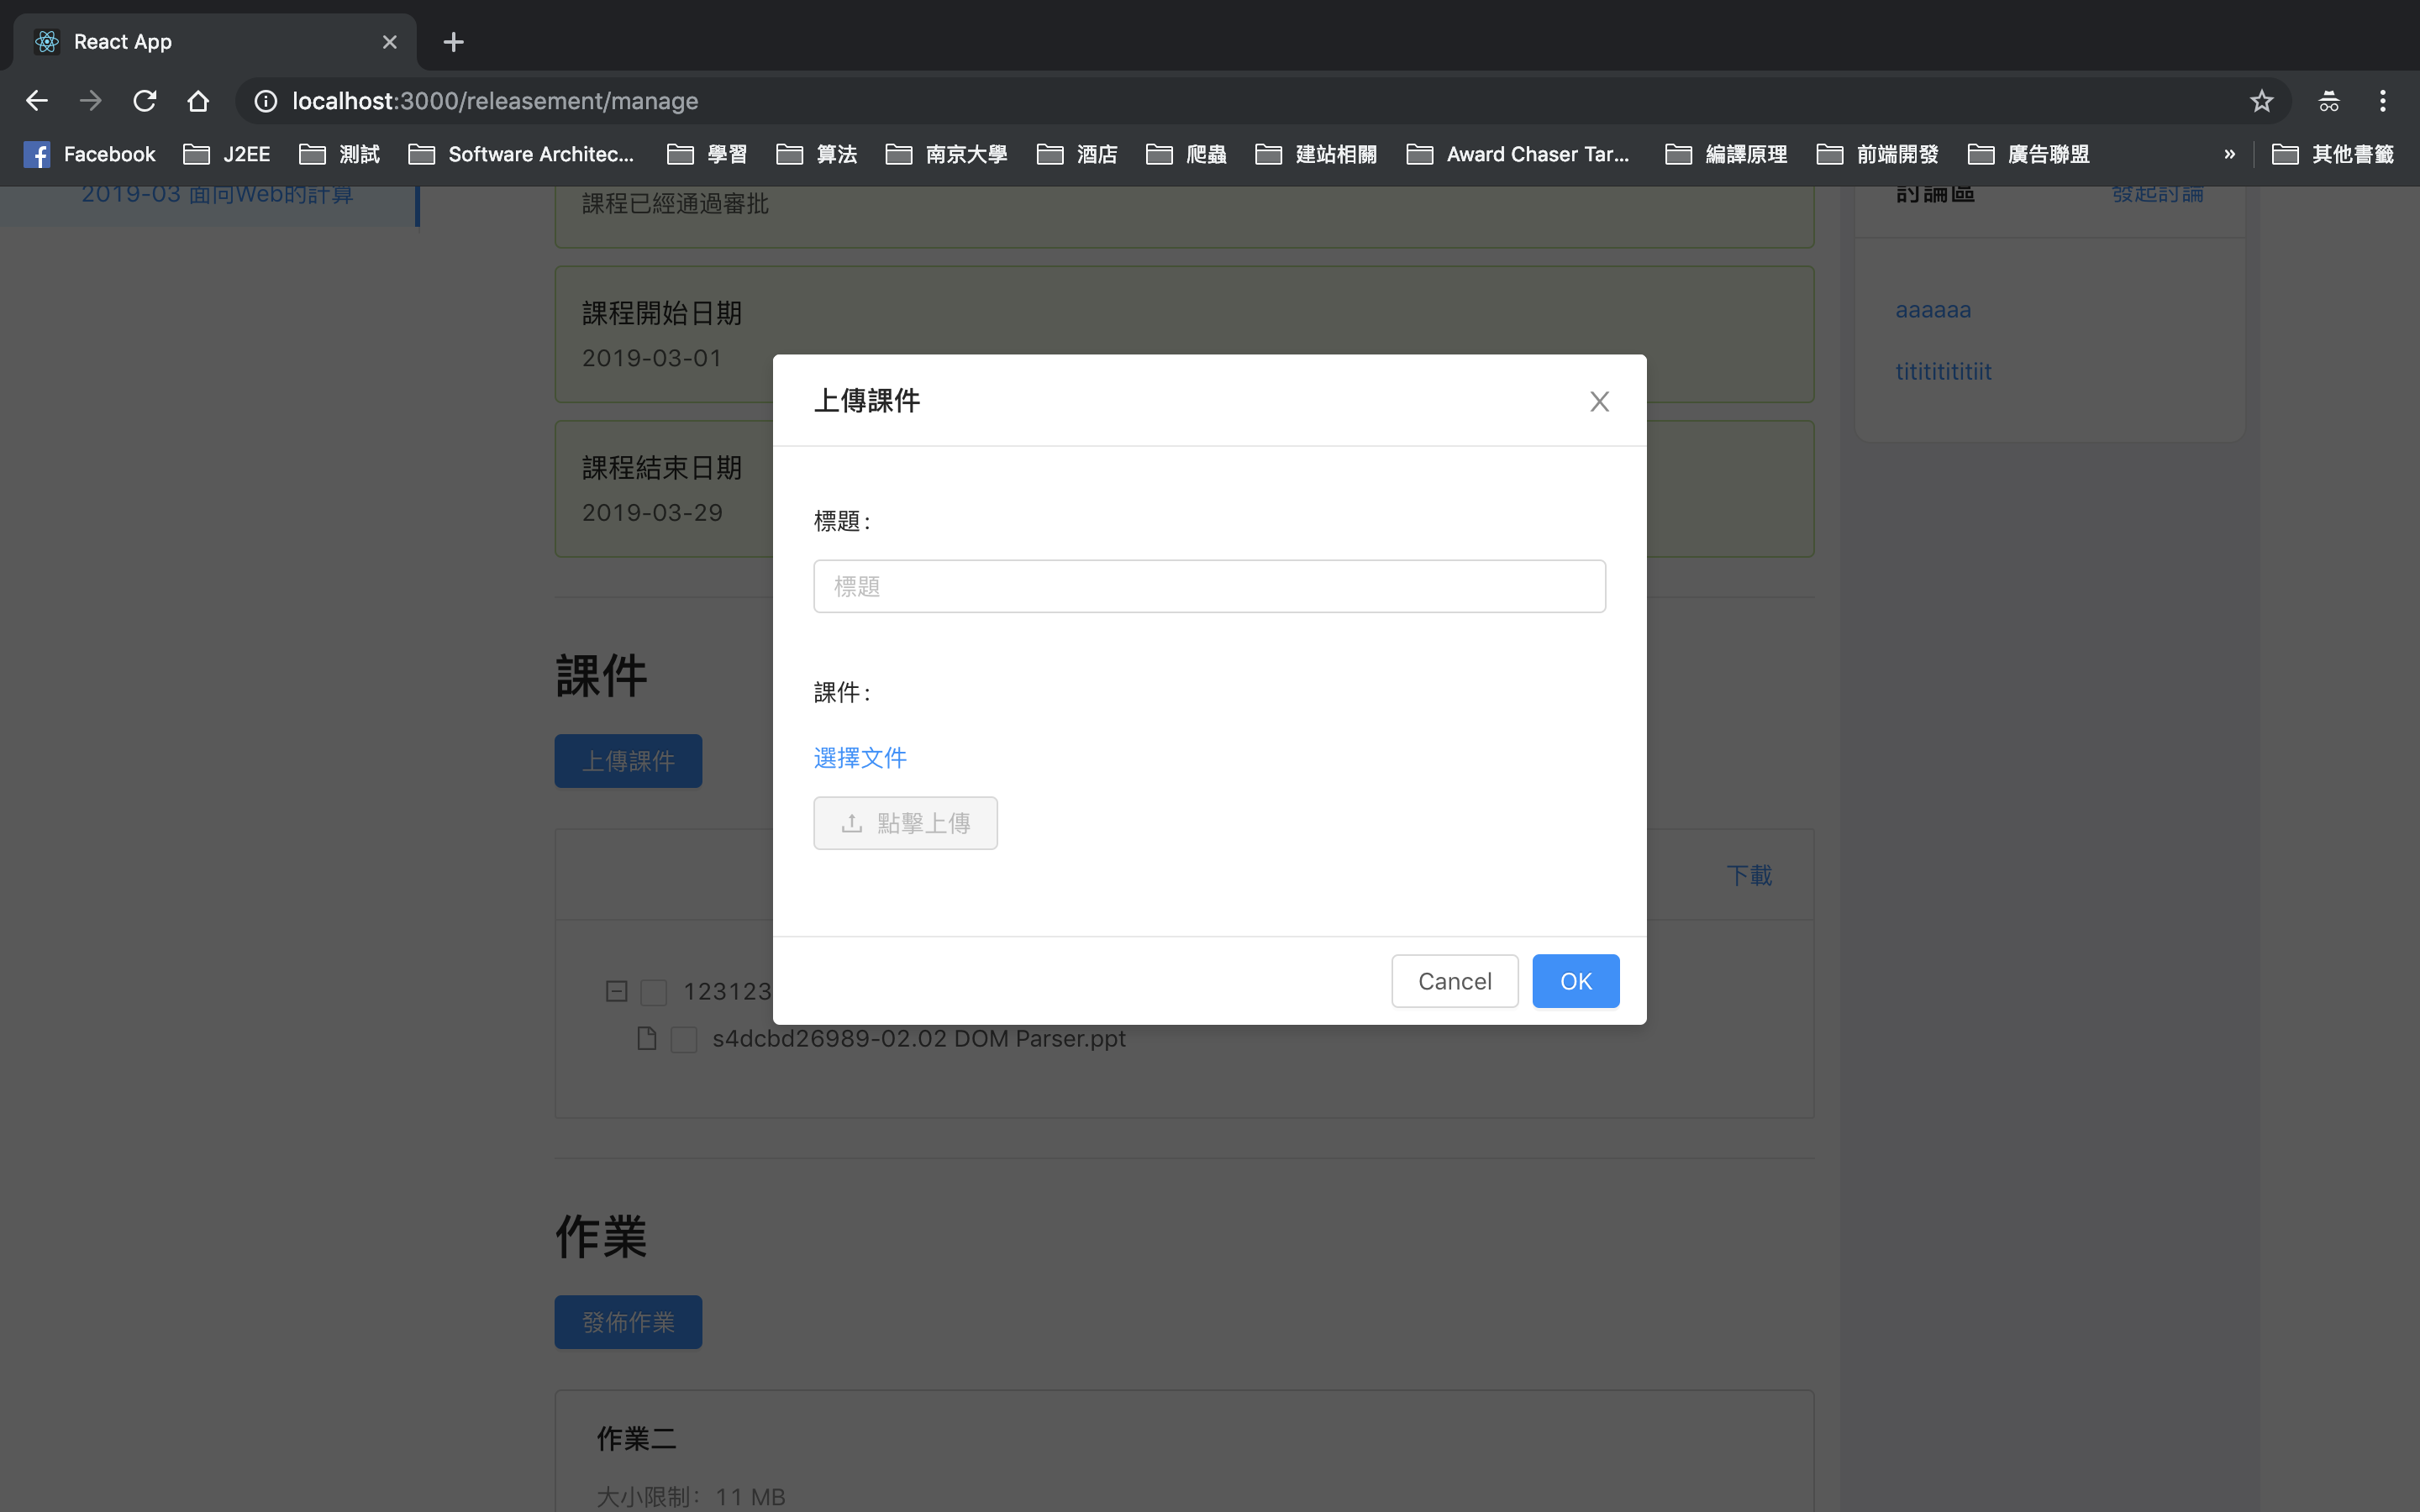 React App
localhost:3000/releasement/manage
Facebook J2EE 測試 Software Architec... 學習 算法 南京大學 酒店 爬蟲 建站相關 Award Chaser Tar... 編譯原理 前端開發 廣告聯盟 » 其他書籤
2019-03 面向Web的計算
課程已經通過審批
課程開始日期
2019-03-01
課程結束日期
2019-03-29
討論區 發起討論
aaaaaa
titititititiit
上傳課件
標題:
標題
課件:
選擇文件
點擊上傳
Cancel OK
課件
上傳課件
下載
123123
s4dcbd26989-02.02 DOM Parser.ppt
作業
發佈作業
作業二
大小限制: 11 MB